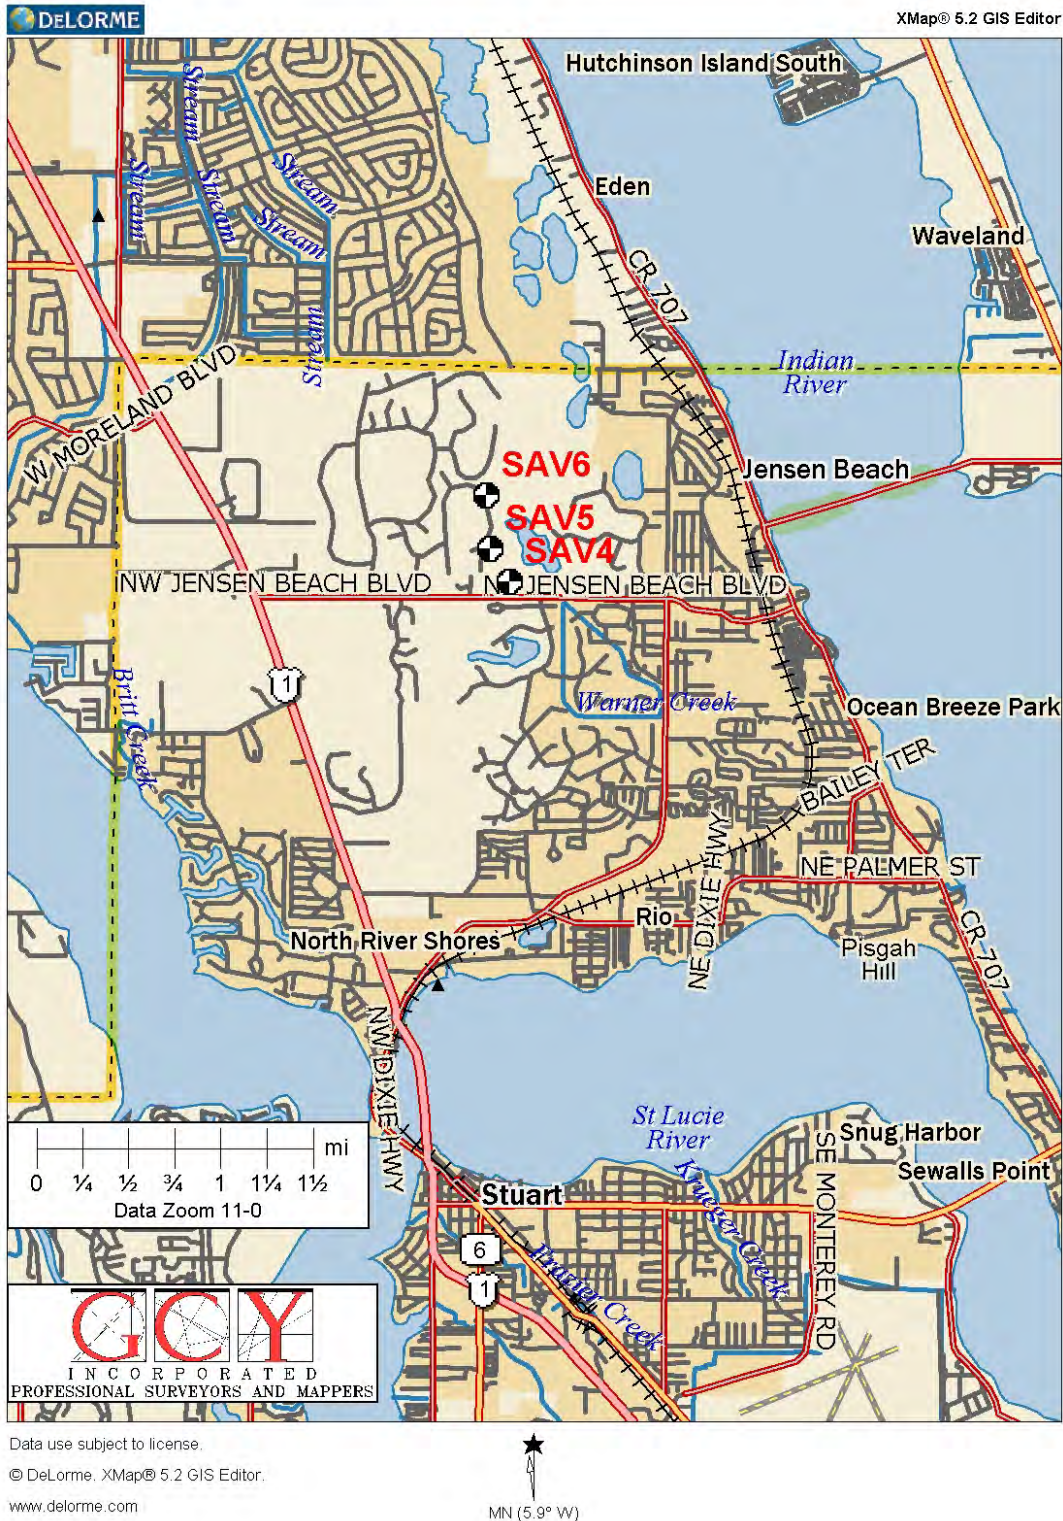 DELORME
XMap® 5.2 GIS Editor
Hutchinson Island South
Stream
Stream
Stream
Stream
Stream
Stream
Eden
Waveland
CR 707
Indian
River
W MORELAND BLVD
Jensen Beach
SAV6
SAV5
SAV4
NW JENSEN BEACH BLVD
JENSEN BEACH BLVD
1
Britt Creek
Warner Creek
Ocean Breeze Park
BAILEY TER
NE DIXIE HWY
NE PALMER ST
Rio
North River Shores
Pisgah
Hill
CR 707
NW DIXIE HWY
St Lucie
River
Snug Harbor
Sewalls Point
Krueger Creek
SE MONTEREY RD
mi
0 ¼ ½ ¾ 1 1¼ 1½
Data Zoom 11-0
Stuart
6
1
Frazier Creek
GCY
INCORPORATED
PROFESSIONAL SURVEYORS AND MAPPERS
Data use subject to license.
© DeLorme. XMap® 5.2 GIS Editor.
www.delorme.com
MN (5.9° W)